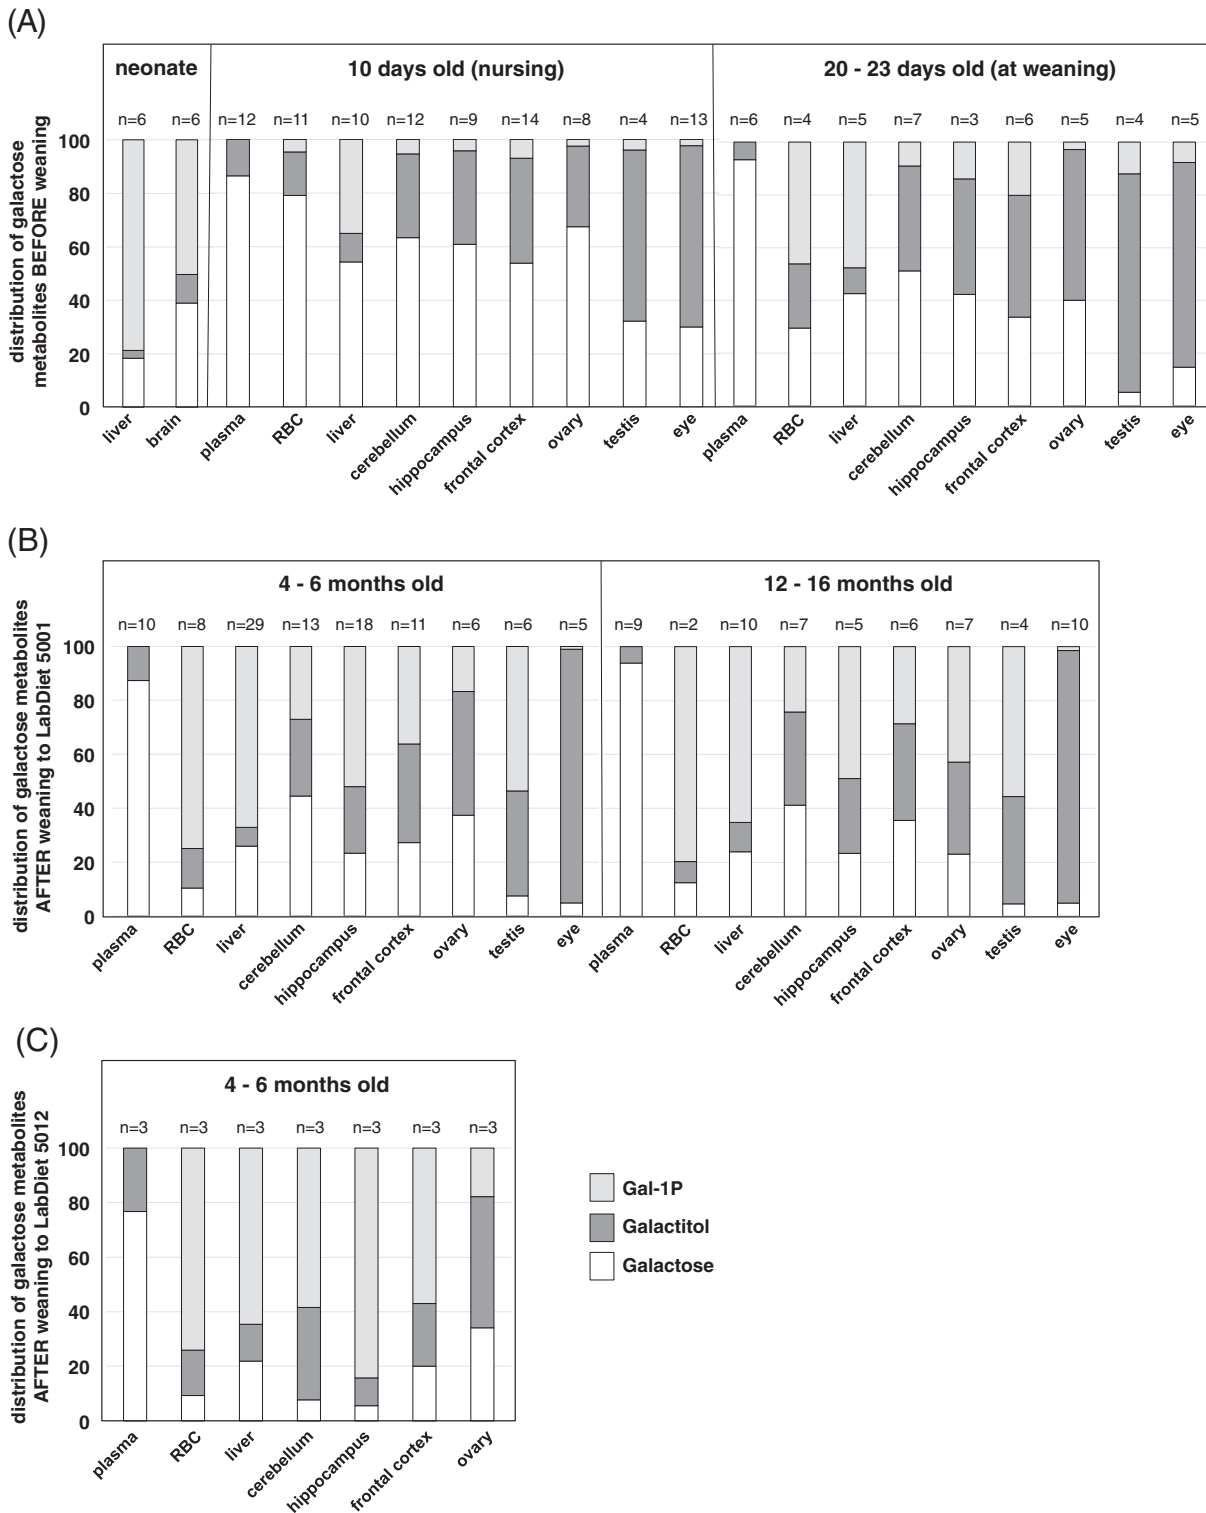 (A)
distribution of galactose
metabolites BEFORE weaning
neonate
10 days old (nursing)
20 - 23 days old (at weaning)
n=6 n=6 n=12 n=11 n=10 n=12 n=9 n=14 n=8 n=4 n=13 n=6 n=4 n=5 n=7 n=3 n=6 n=5 n=4 n=5
100
80
60
40
20
0
liver brain plasma RBC liver cerebellum hippocampus frontal cortex ovary testis eye plasma RBC liver cerebellum hippocampus frontal cortex ovary testis eye
(B)
distribution of galactose metabolites
AFTER weaning to LabDiet 5001
4 - 6 months old
12 - 16 months old
n=10 n=8 n=29 n=13 n=18 n=11 n=6 n=6 n=5 n=9 n=2 n=10 n=7 n=5 n=6 n=7 n=4 n=10
100
80
60
40
20
0
plasma RBC liver cerebellum hippocampus frontal cortex ovary testis eye plasma RBC liver cerebellum hippocampus frontal cortex ovary testis eye
(C)
distribution of galactose metabolites
AFTER weaning to LabDiet 5012
4 - 6 months old
n=3 n=3 n=3 n=3 n=3 n=3 n=3
100
80
60
40
20
0
plasma RBC liver cerebellum hippocampus frontal cortex ovary
Gal-1P
Galactitol
Galactose